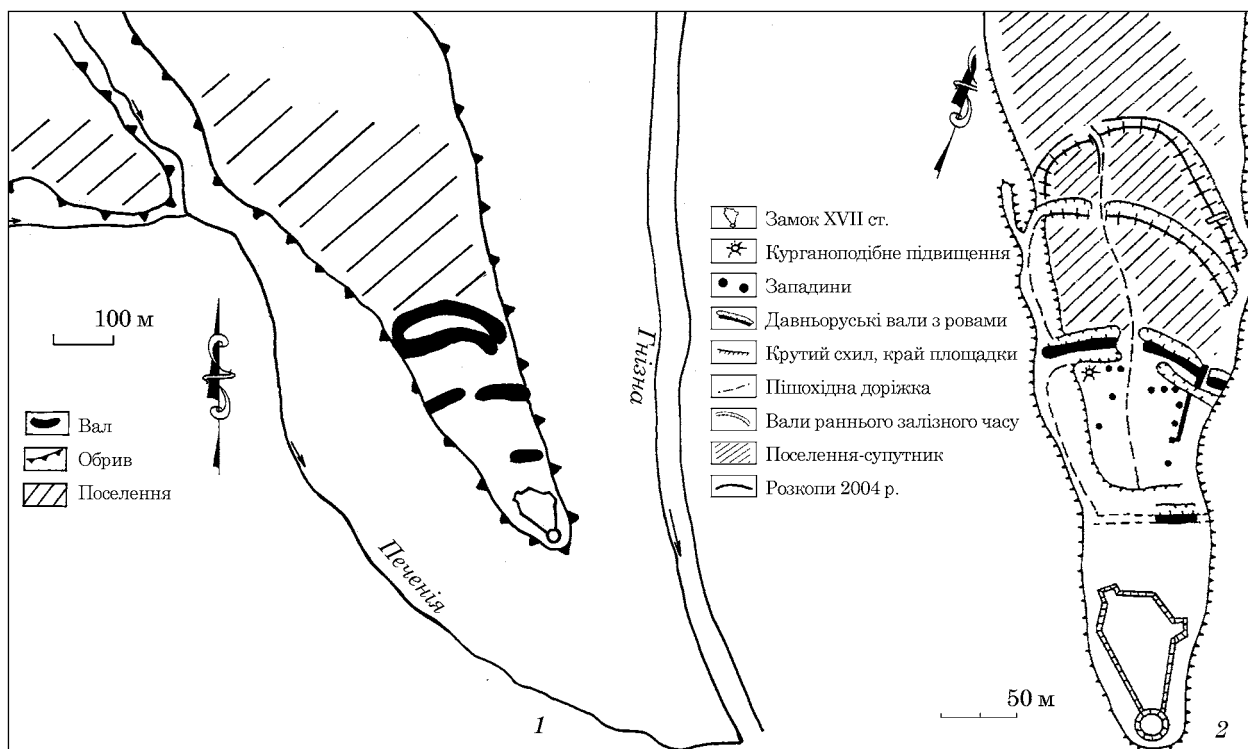 100 м
Вал
Обрив
Поселення
Гнізна
Печенія
1
Замок XVII ст.
Курганоподібне підвищення
Западини
Давньоруські вали з ровами
Крутий схил, край площадки
Пішохідна доріжка
Вали раннього залізного часу
Поселення-супутник
Розкопи 2004 р.
50 м
2